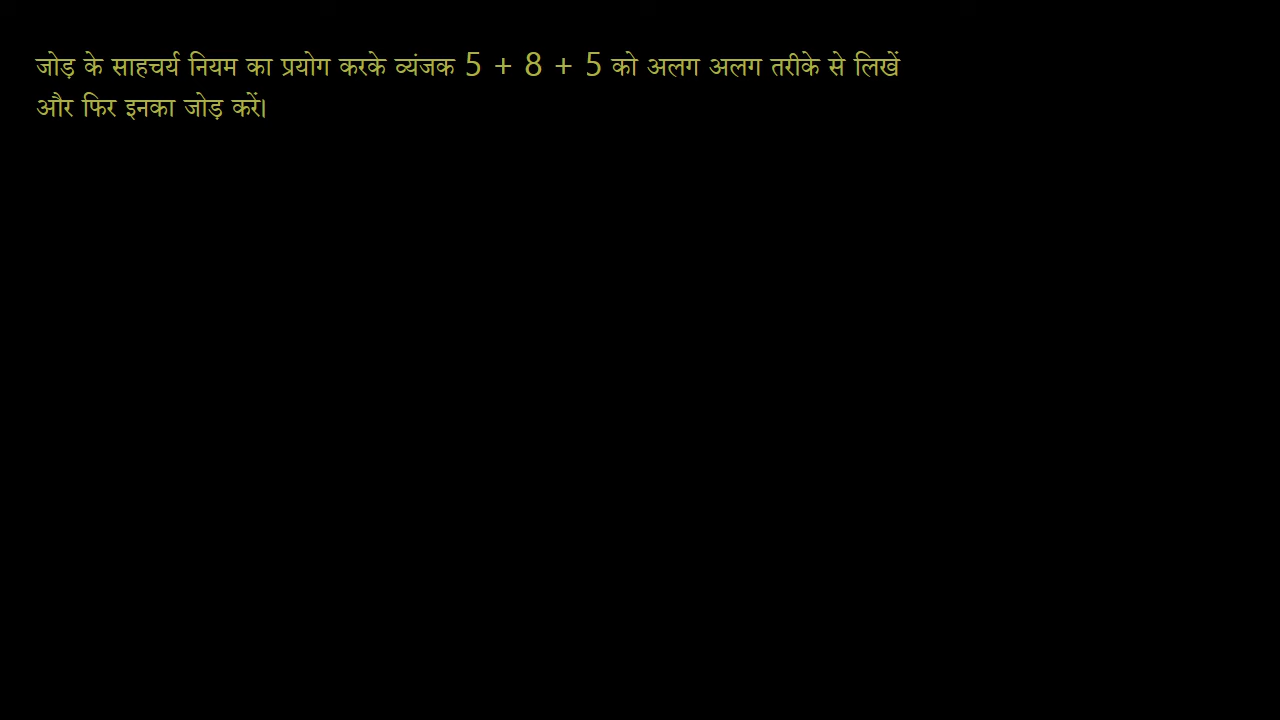 जोड़ के साहचर्य नियम का प्रयोग करके व्यंजक 5 + 8 + 5 को अलग अलग तरीके से लिखें
और फिर इनका जोड़ करें।